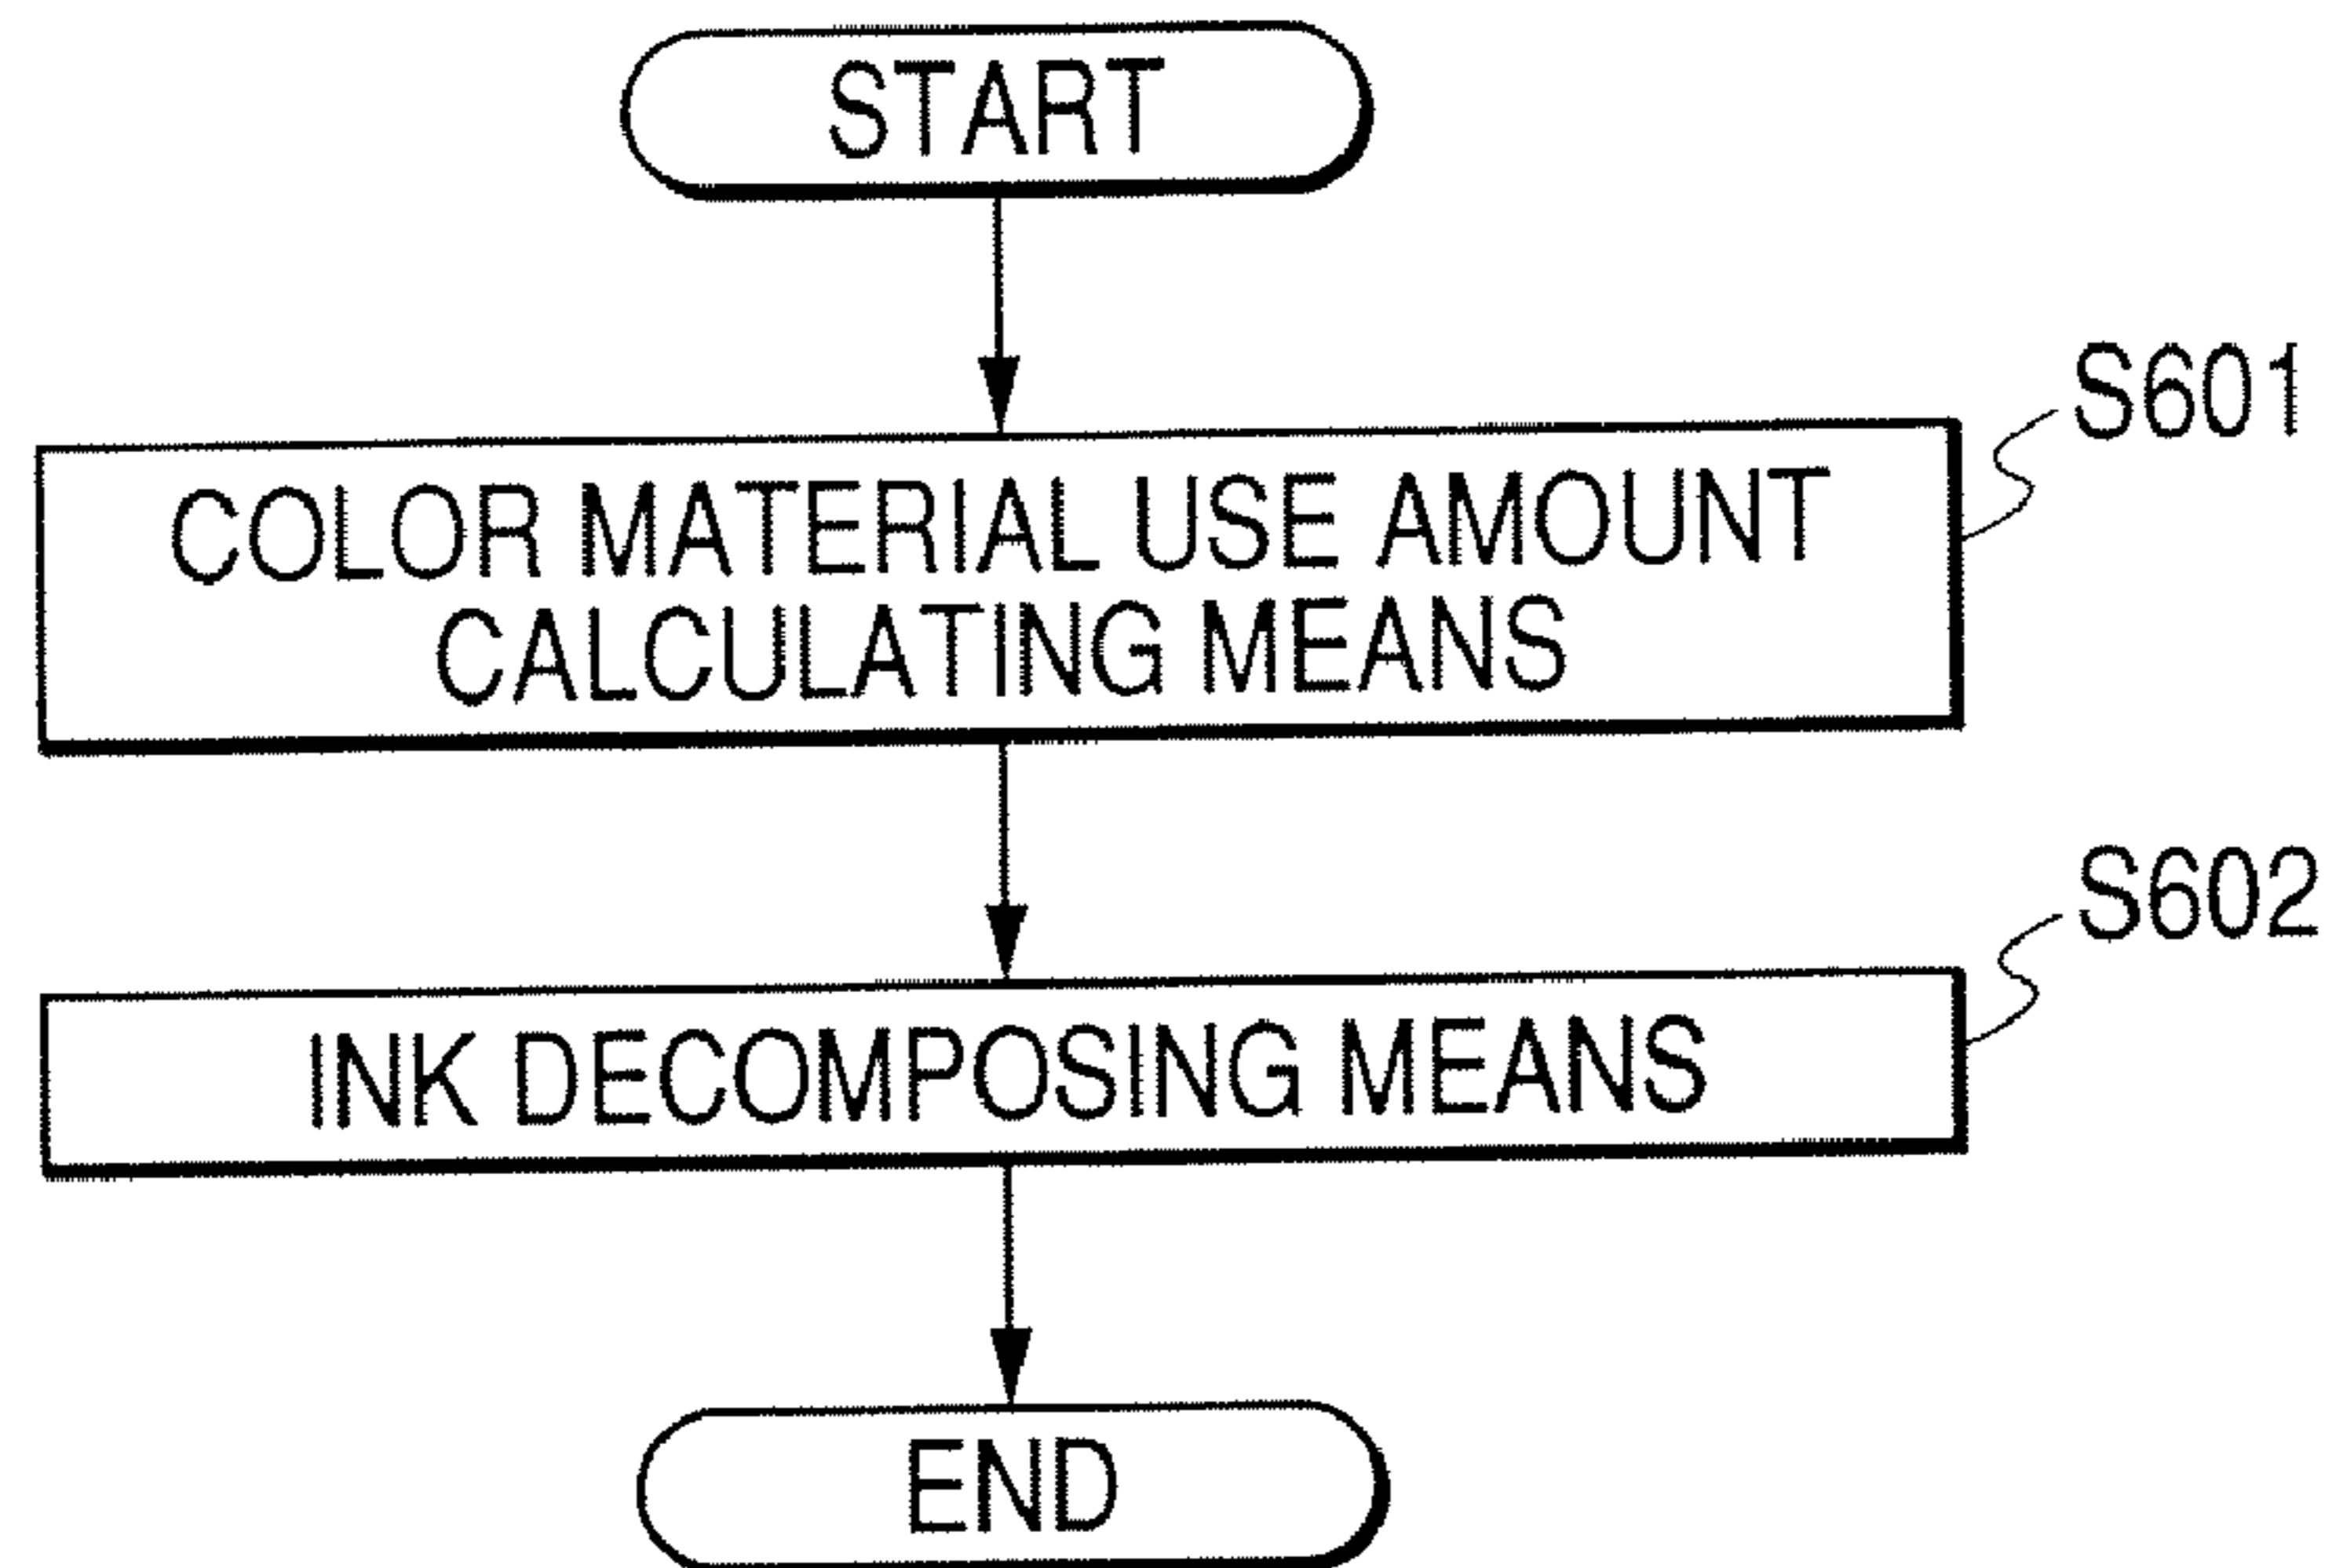 START
S601
COLOR MATERIAL USE AMOUNT
CALCULATING MEANS
S602
INK DECOMPOSING MEANS
END